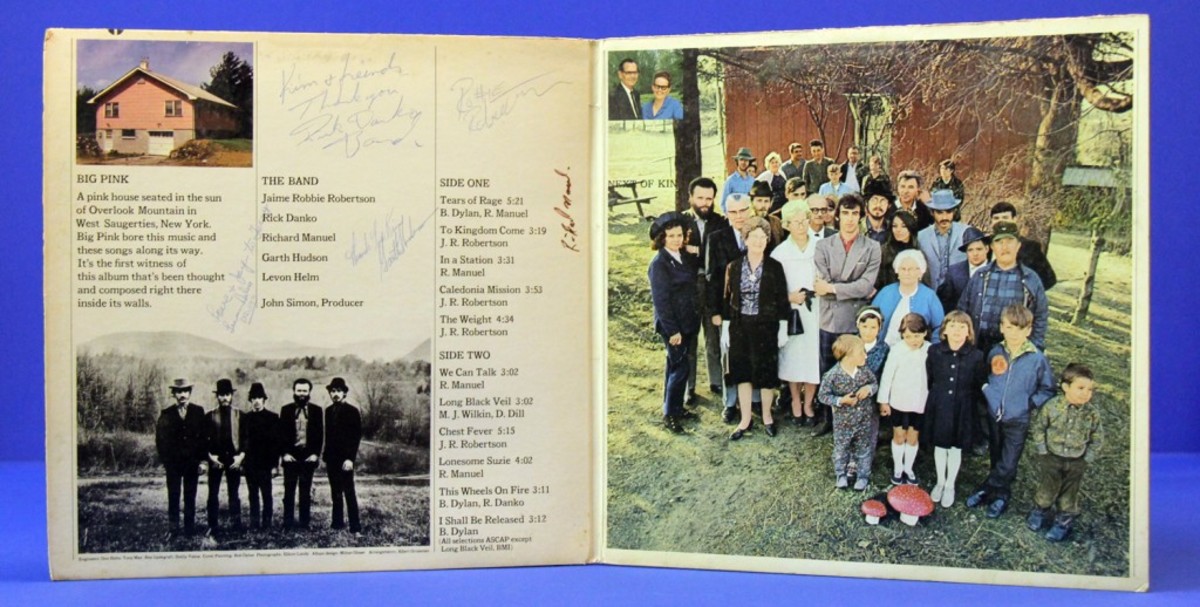 Kim & friends
Thank you
Rick Danko
BIG PINK
A pink house seated in the sun
of Overlook Mountain in
West Saugerties, New York.
Big Pink bore this music and
these songs along its way.
It's the first witness of
this album that's been thought
and composed right there
inside its walls.
THE BAND
Jaime Robbie Robertson
Rick Danko
Richard Manuel
Garth Hudson
Levon Helm
John Simon, Producer
SIDE ONE
Tears of Rage 5:21
B. Dylan, R. Manuel
To Kingdom Come 3:19
J. R. Robertson
In a Station 3:31
R. Manuel
Caledonia Mission 3:53
J. R. Robertson
The Weight 4:34
J. R. Robertson
SIDE TWO
We Can Talk 3:02
R. Manuel
Long Black Veil 3:02
M. J. Wilkin, D. Dill
Chest Fever 5:15
J. R. Robertson
Lonesome Suzie 4:02
R. Manuel
This Wheels On Fire 3:11
B. Dylan, R. Danko
I Shall Be Released 3:12
B. Dylan
(All selections ASCAP except
Long Black Veil, BMI)
NEXT OF KIN